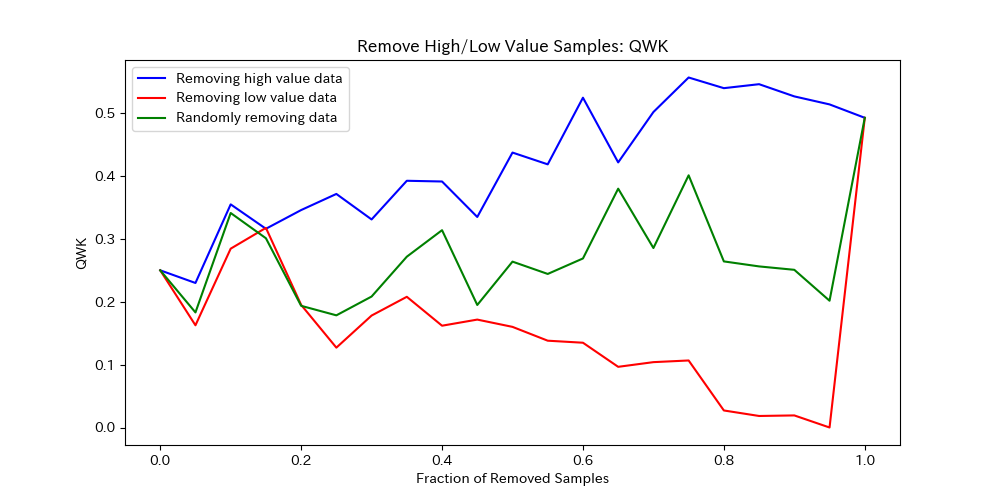 Remove High/Low Value Samples: QWK
Removing high value data
Removing low value data
Randomly removing data
QWK
0.5
0.4
0.3
0.2
0.1
0.0
0.0 0.2 0.4 0.6 0.8 1.0
Fraction of Removed Samples